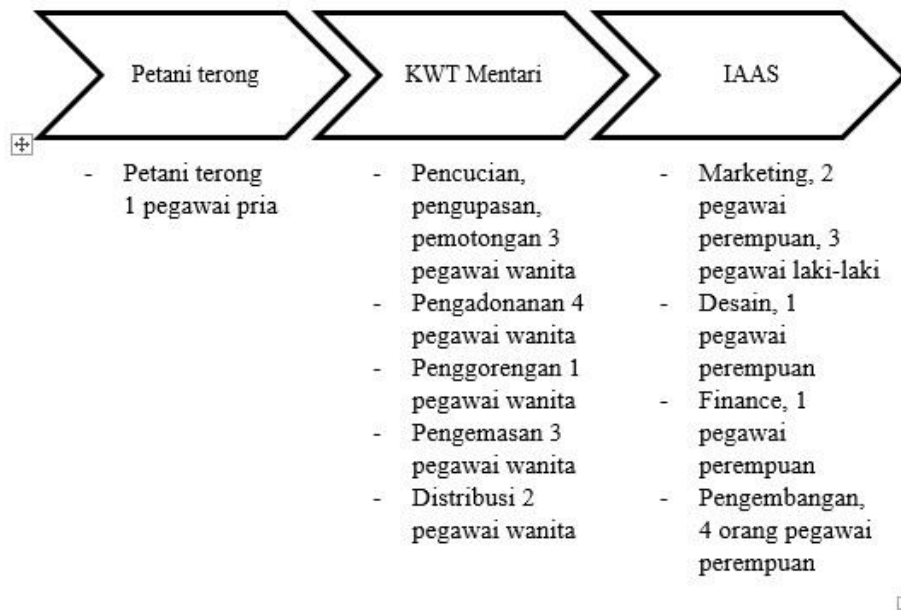 Petani terong
KWT Mentari
IAAS
- Petani terong
1 pegawai pria
- Pencucian,
pengupasan,
pemotongan 3
pegawai wanita
- Pengadonanan 4
pegawai wanita
- Penggorengan 1
pegawai wanita
- Pengemasan 3
pegawai wanita
- Distribusi 2
pegawai wanita
- Marketing, 2
pegawai
perempuan, 3
pegawai laki-laki
- Desain, 1
pegawai
perempuan
- Finance, 1
pegawai
perempuan
- Pengembangan,
4 orang pegawai
perempuan